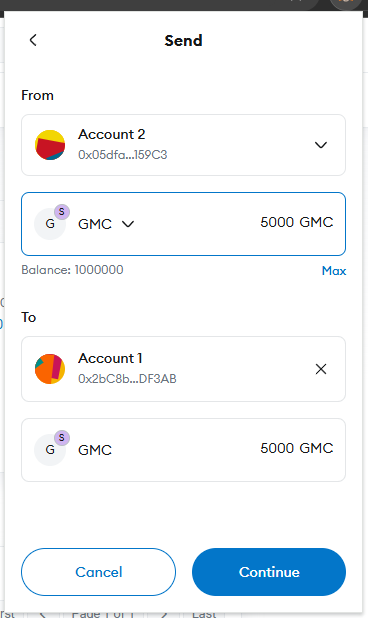 Send
From
Account 2
0x05dfa...159C3
S
G
GMC
5000 GMC
Balance: 1000000
Max
To
Account 1
0x2bC8b...DF3AB
S
G
GMC
5000 GMC
Cancel
Continue
Page 1 of 1
Last